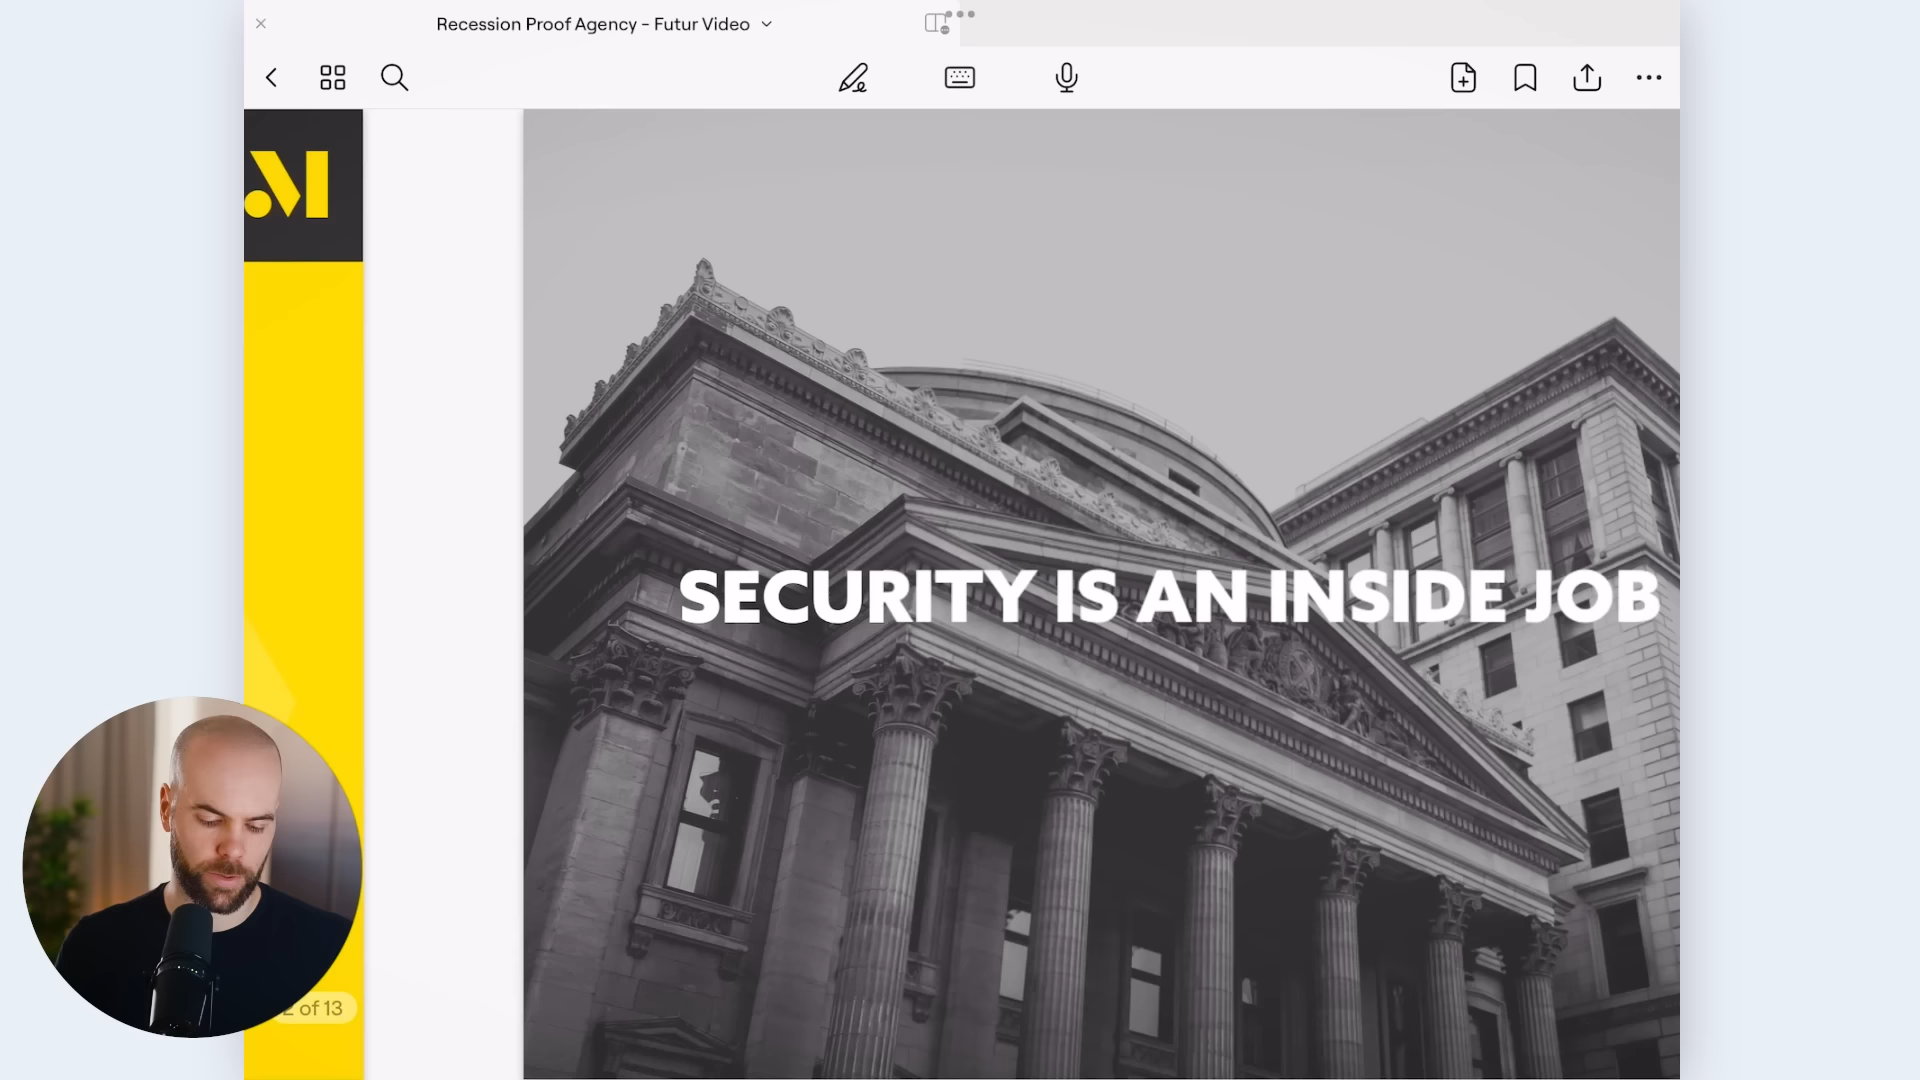 Recession Proof Agency - Futur Video
M
SECURITY IS AN INSIDE JOB
of 13